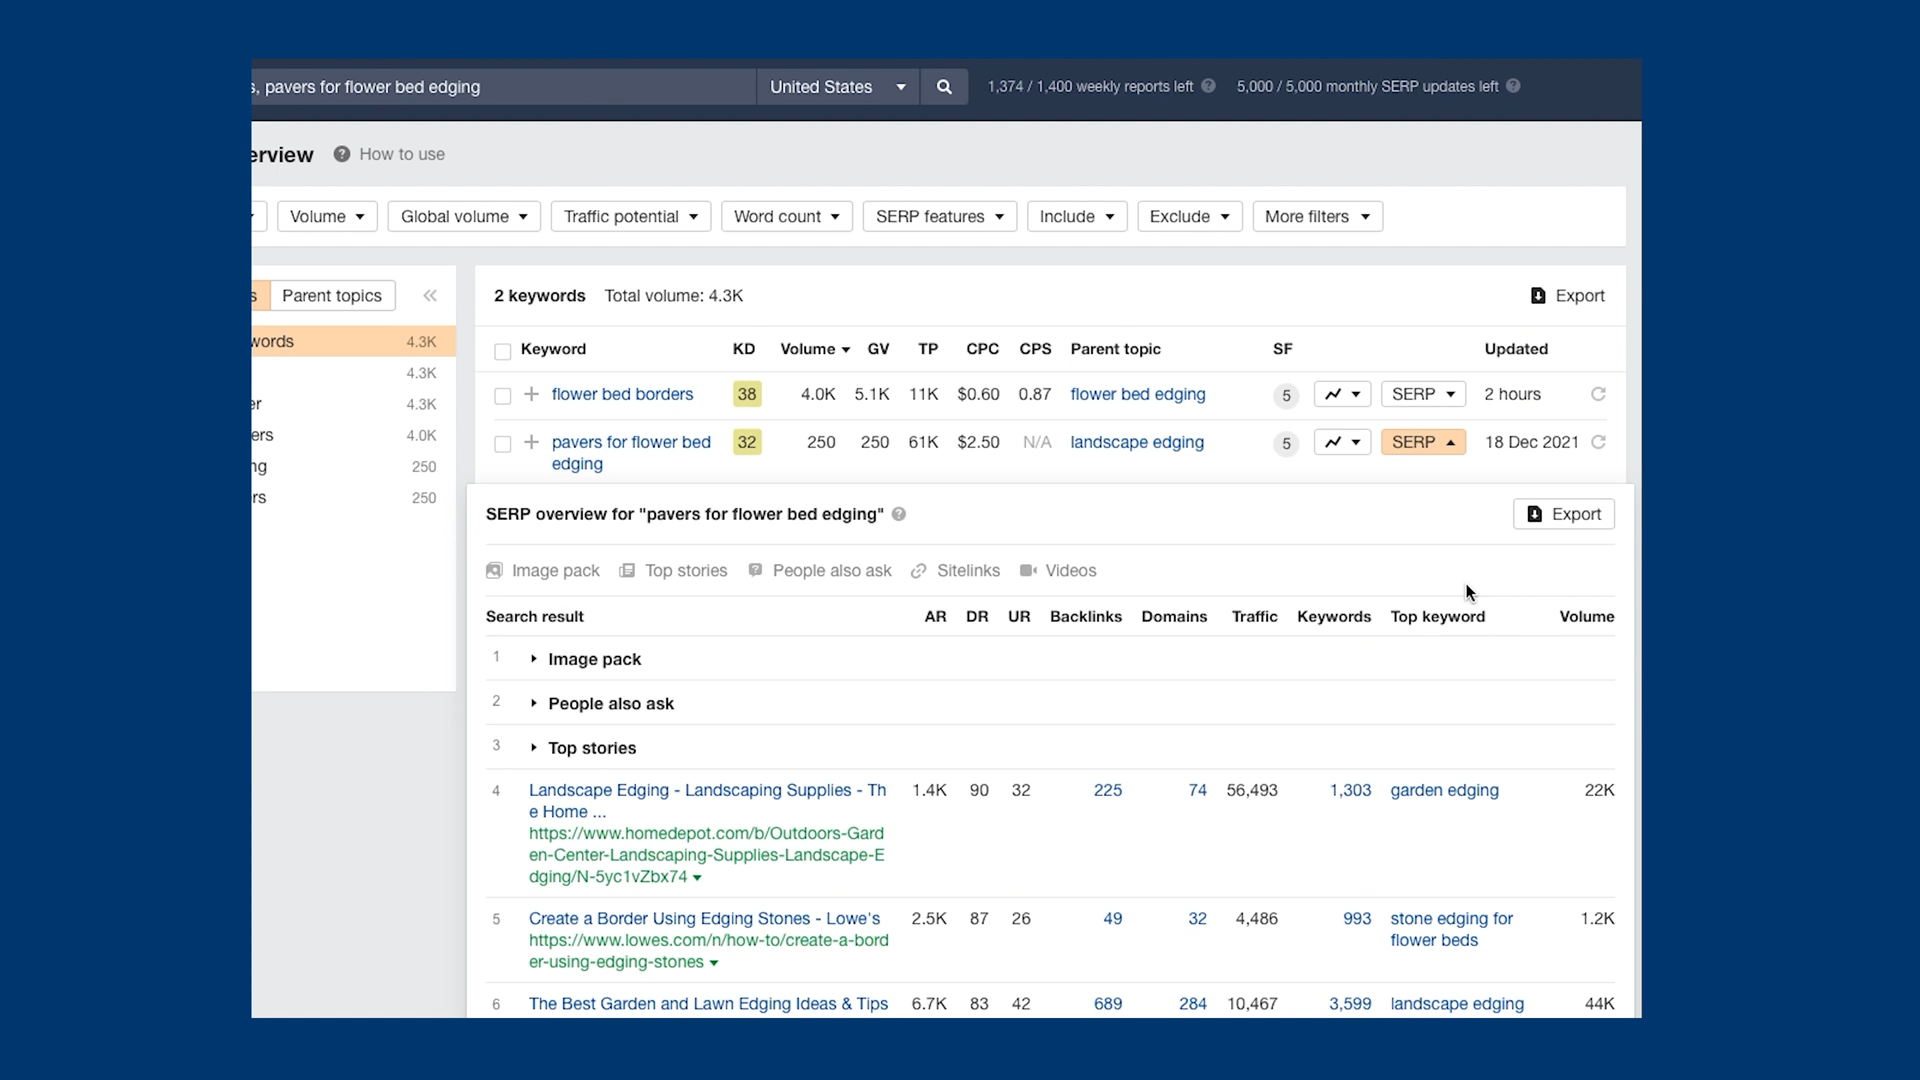 s, pavers for flower bed edging
United States
1,374 / 1,400 weekly reports left ?
5,000 / 5,000 monthly SERP updates left ?
erview ? How to use
Volume
Global volume
Traffic potential
Word count
SERP features
Include
Exclude
More filters
s Parent topics
words 4.3K
4.3K
er 4.3K
ers 4.0K
ng 250
rs 250
2 keywords Total volume: 4.3K Export
Keyword KD Volume GV TP CPC CPS Parent topic SF Updated
flower bed borders 38 4.0K 5.1K 11K $0.60 0.87 flower bed edging 5 SERP 2 hours
pavers for flower bed 32 250 250 61K $2.50 N/A landscape edging 5 SERP 18 Dec 2021
edging
SERP overview for "pavers for flower bed edging" ? Export
Image pack Top stories People also ask Sitelinks Videos
Search result AR DR UR Backlinks Domains Traffic Keywords Top keyword Volume
1 Image pack
2 People also ask
3 Top stories
4 Landscape Edging - Landscaping Supplies - Th 1.4K 90 32 225 74 56,493 1,303 garden edging 22K
e Home ...
https://www.homedepot.com/b/Outdoors-Gard
en-Center-Landscaping-Supplies-Landscape-E
dging/N-5yc1vZbx74
5 Create a Border Using Edging Stones - Lowe's 2.5K 87 26 49 32 4,486 993 stone edging for 1.2K
https://www.lowes.com/n/how-to/create-a-bord flower beds
er-using-edging-stones
6 The Best Garden and Lawn Edging Ideas & Tips 6.7K 83 42 689 284 10,467 3,599 landscape edging 44K